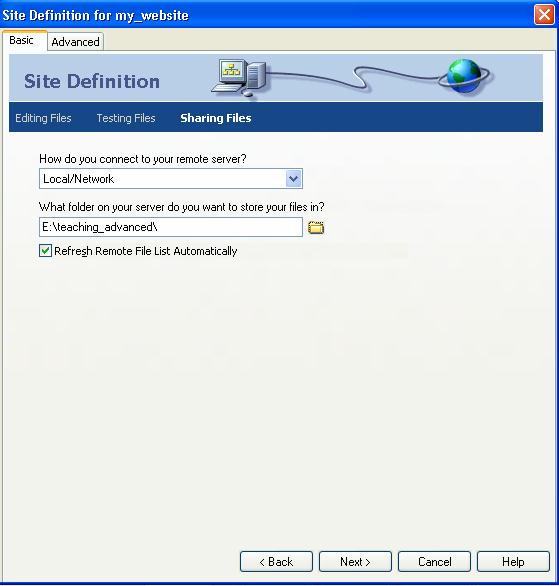 Site Definition for my_website
Basic Advanced
Site Definition
Editing Files Testing Files Sharing Files
How do you connect to your remote server?
Local/Network
What folder on your server do you want to store your files in?
E:\teaching_advanced\
Refresh Remote File List Automatically
< Back Next > Cancel Help